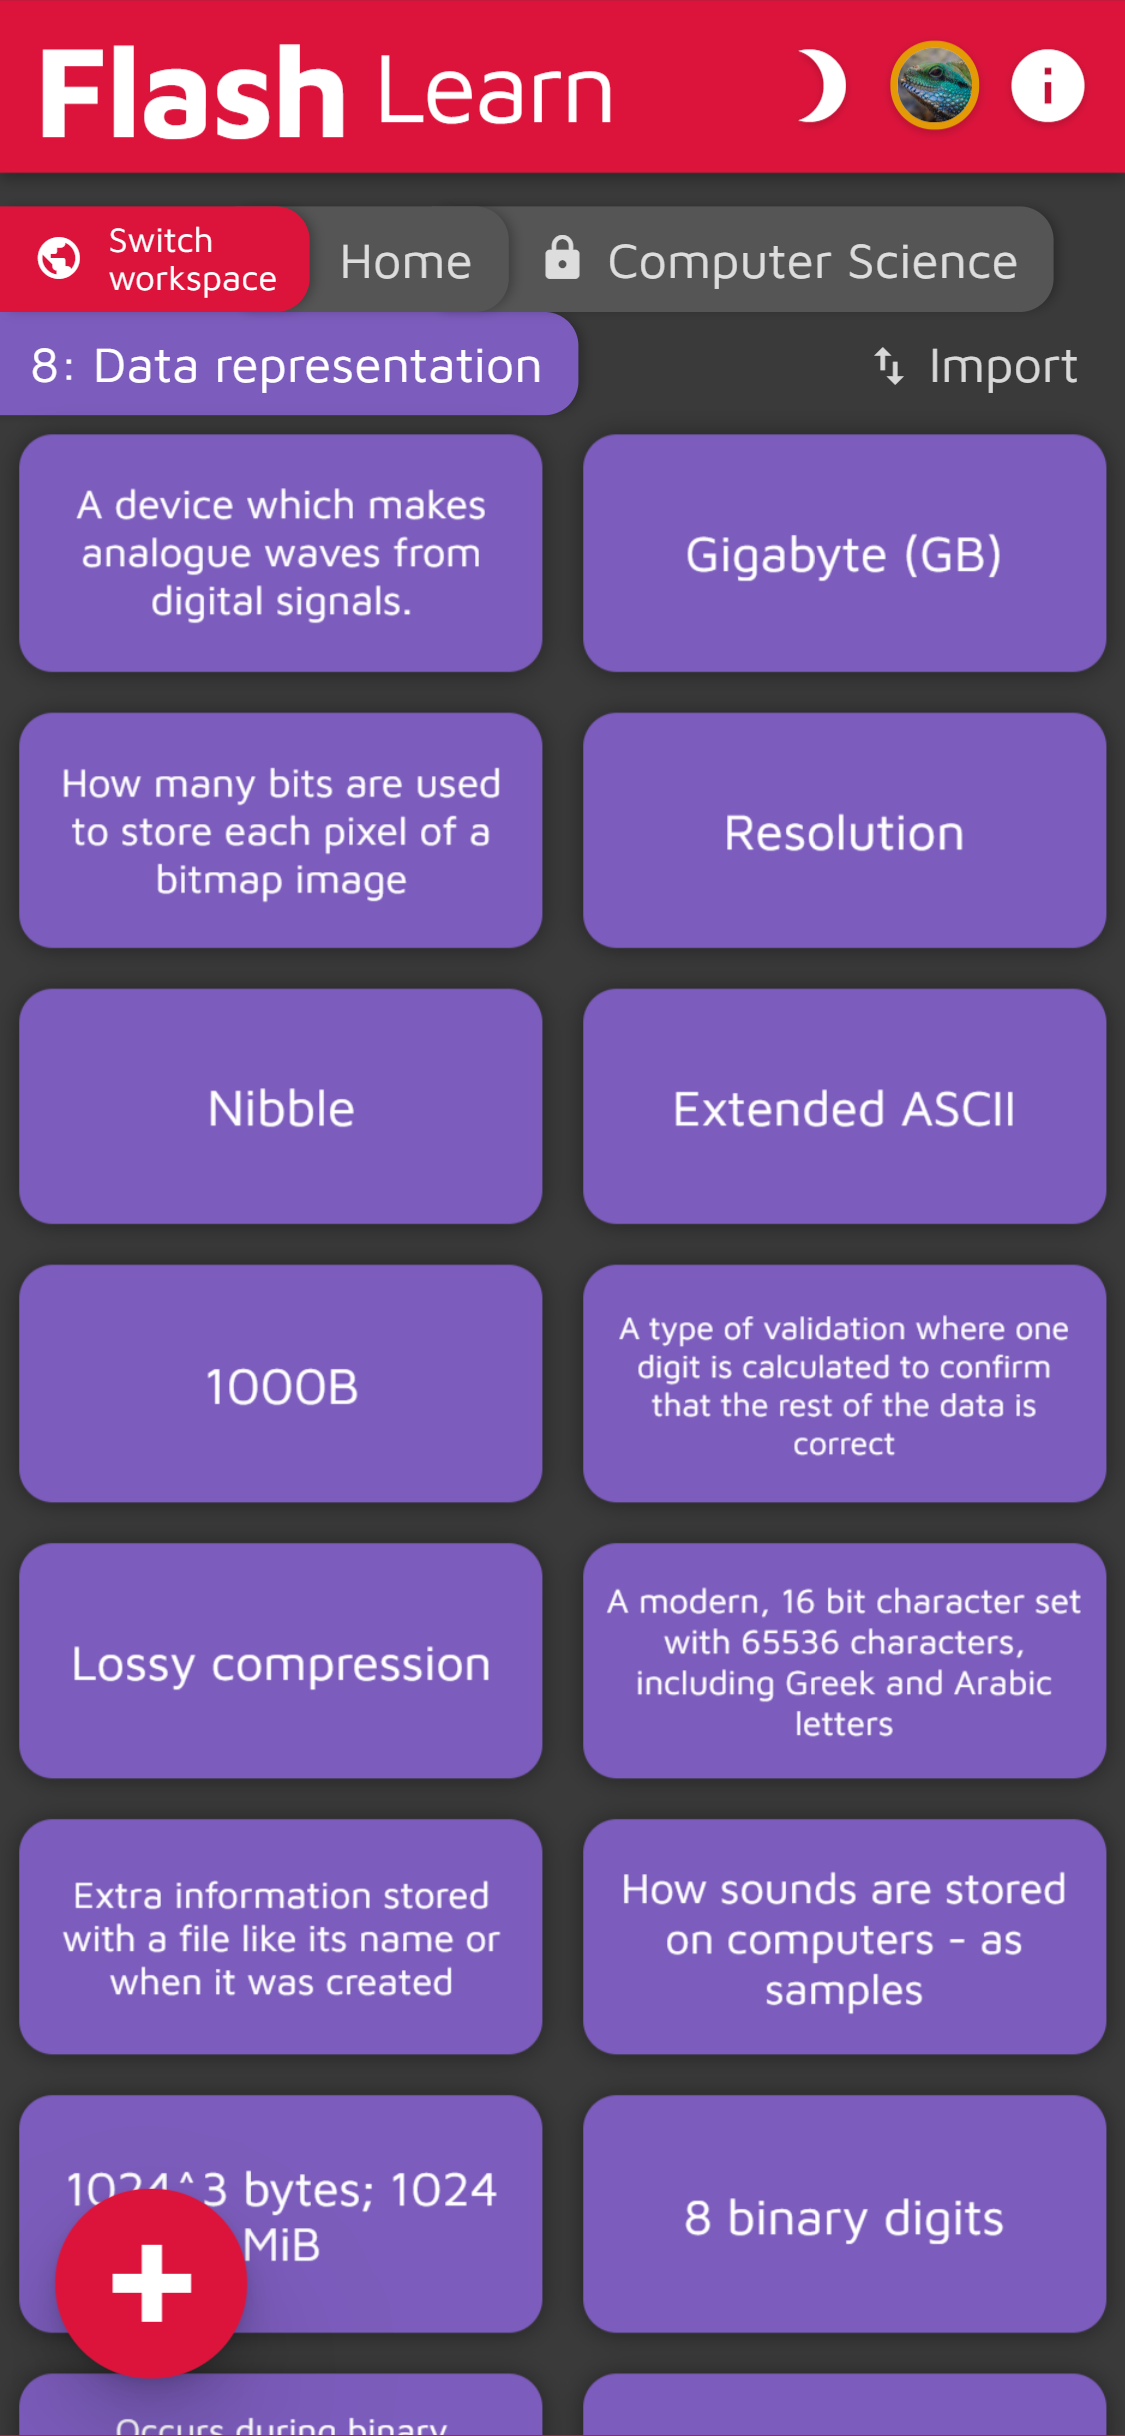 Flash Learn
Switch
workspace
Home
Computer Science
8: Data representation
Import
A device which makes
analogue waves from
digital signals.
Gigabyte (GB)
How many bits are used
to store each pixel of a
bitmap image
Resolution
Nibble
Extended ASCII
1000B
A type of validation where one
digit is calculated to confirm
that the rest of the data is
correct
Lossy compression
A modern, 16 bit character set
with 65536 characters,
including Greek and Arabic
letters
Extra information stored
with a file like its name or
when it was created
How sounds are stored
on computers - as
samples
1024^3 bytes; 1024
MiB
8 binary digits
Occurs during binary